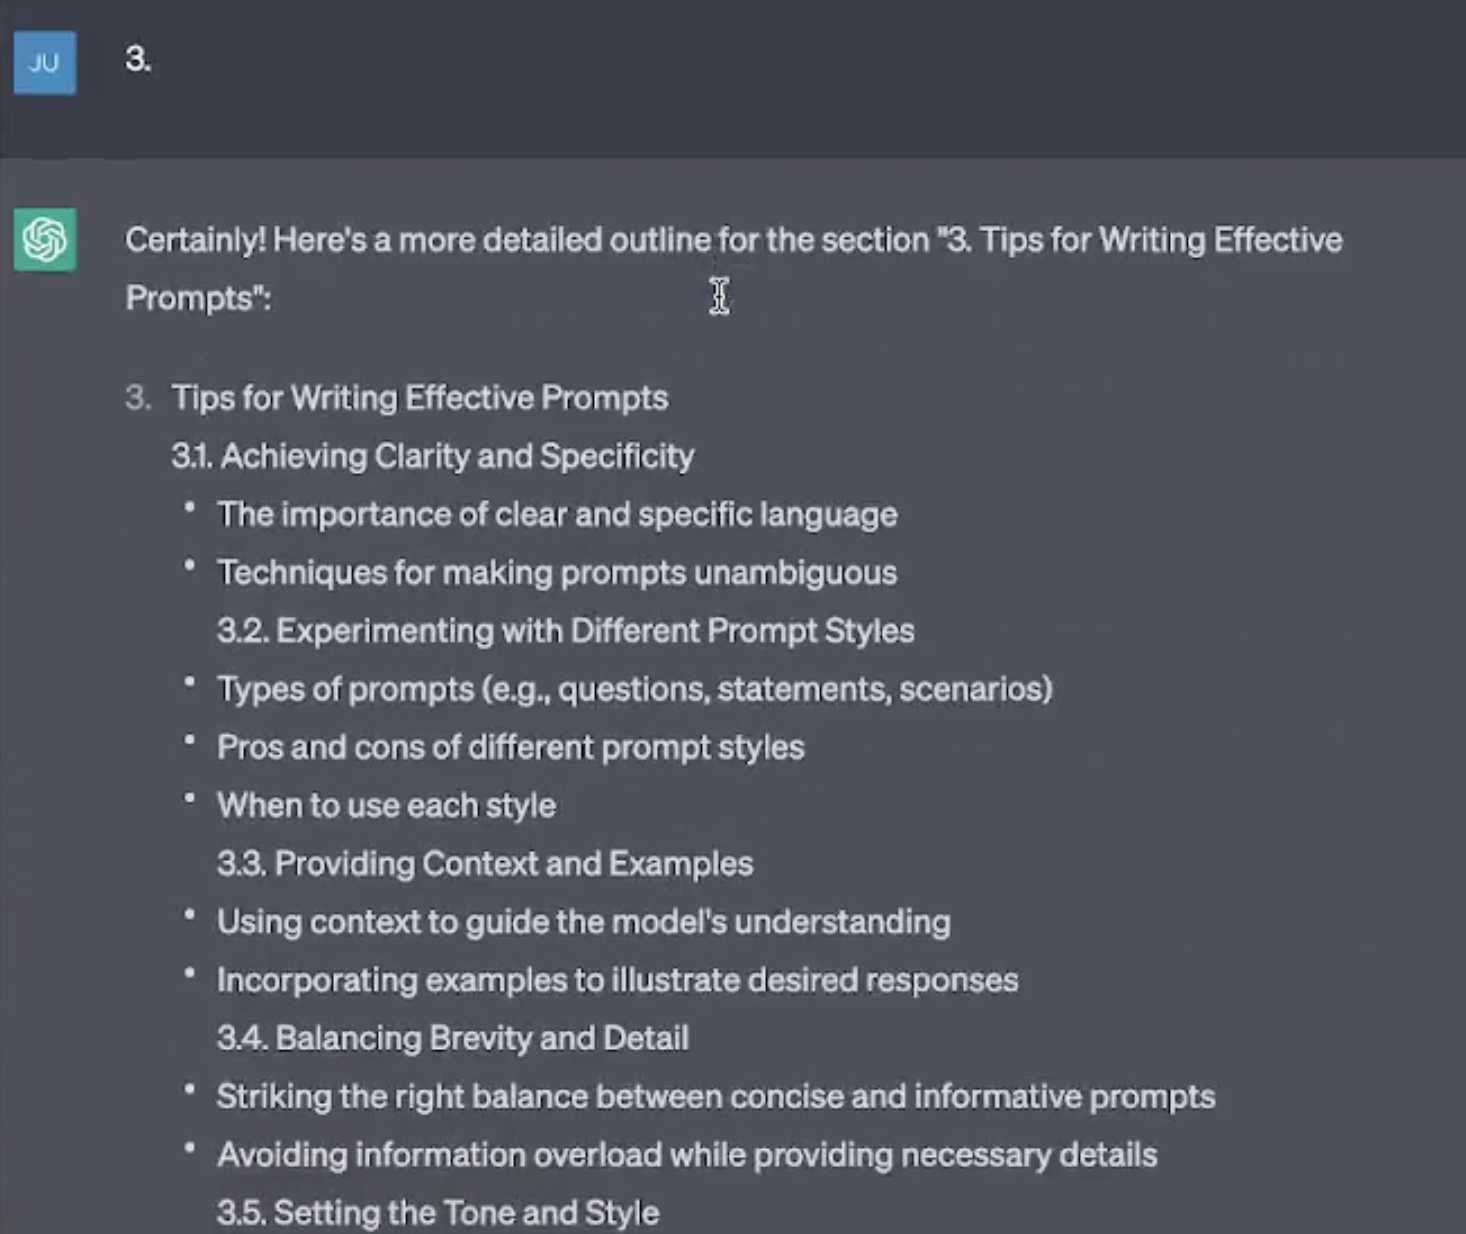 JU
3.
Certainly! Here's a more detailed outline for the section "3. Tips for Writing Effective
Prompts":
3. Tips for Writing Effective Prompts
3.1. Achieving Clarity and Specificity
• The importance of clear and specific language
• Techniques for making prompts unambiguous
3.2. Experimenting with Different Prompt Styles
• Types of prompts (e.g., questions, statements, scenarios)
• Pros and cons of different prompt styles
• When to use each style
3.3. Providing Context and Examples
• Using context to guide the model's understanding
• Incorporating examples to illustrate desired responses
3.4. Balancing Brevity and Detail
• Striking the right balance between concise and informative prompts
• Avoiding information overload while providing necessary details
3.5. Setting the Tone and Style